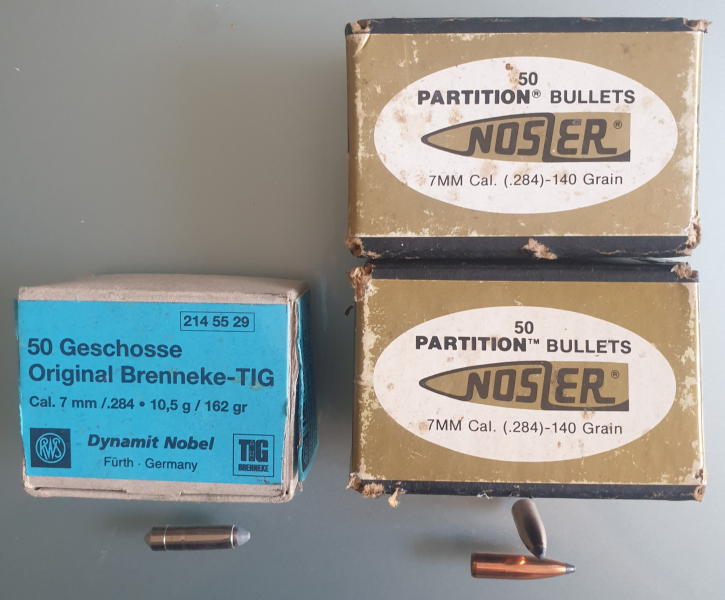 50
PARTITION® BULLETS
NOSLER®
7MM Cal. (.284)-140 Grain
50
PARTITION™ BULLETS
NOSLER®
7MM Cal. (.284)-140 Grain
214 55 29
50 Geschosse
Original Brenneke-TIG
Cal. 7 mm/.284 • 10,5 g / 162 gr
RWS
Dynamit Nobel
Fürth · Germany
TIG
BRENNEKE